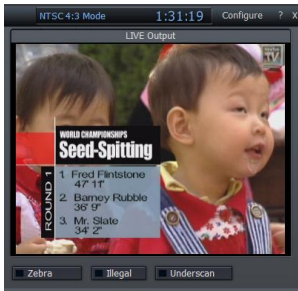 NTSC 4:3 Mode
1:31:19
Configure
?
X
LIVE Output
TV
WORLD CHAMPIONSHIPS
Seed-Spitting
ROUND 1
1. Fred Flintstone
47' 11"
2. Barney Rubble
36' 9"
3. Mr. Slate
34' 2"
Zebra
Illegal
Underscan